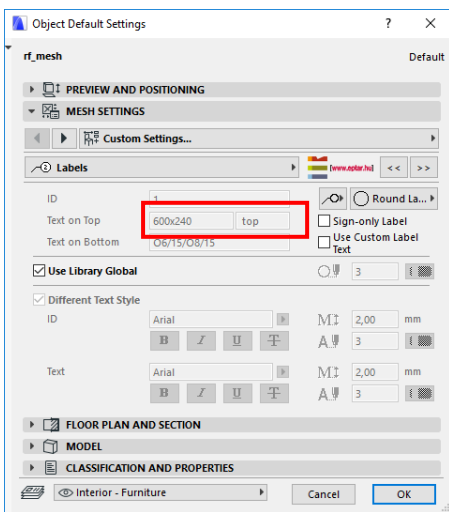 Object Default Settings ? ×
rf_mesh Default
PREVIEW AND POSITIONING
MESH SETTINGS
Custom Settings...
1 Labels [www.eptar.hu] << >>
ID 1 Round La...
Text on Top 600x240 top Sign-only Label
Text on Bottom O6/15/O8/15 Use Custom Label
Text
Use Library Global 3
Different Text Style
ID Arial M 2,00 mm
B I U T A 3
Text Arial M 2,00 mm
B I U T A 3
FLOOR PLAN AND SECTION
MODEL
CLASSIFICATION AND PROPERTIES
Interior - Furniture Cancel OK